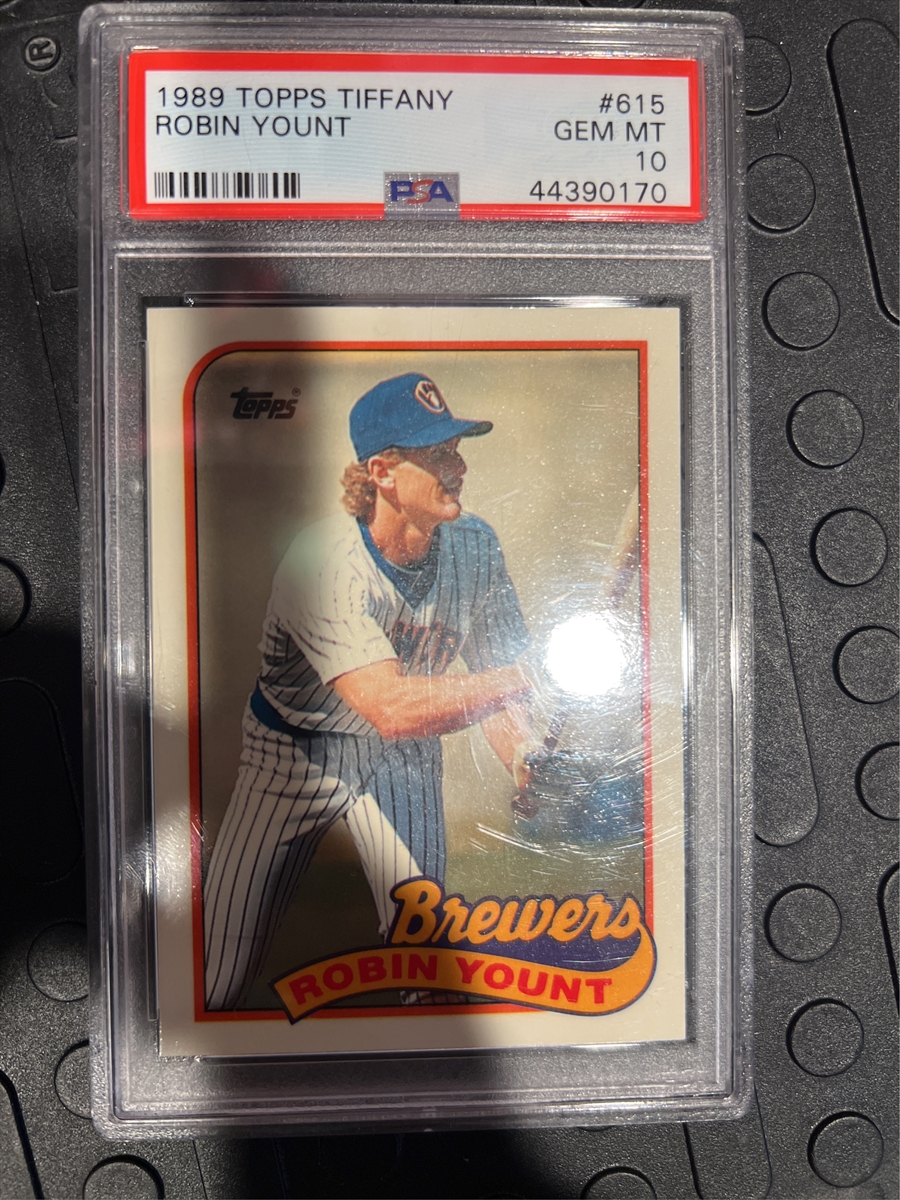 ®
1989 TOPPS TIFFANY #615
ROBIN YOUNT GEM MT
10
PSA 44390170
topps®
Brewers
ROBIN YOUNT